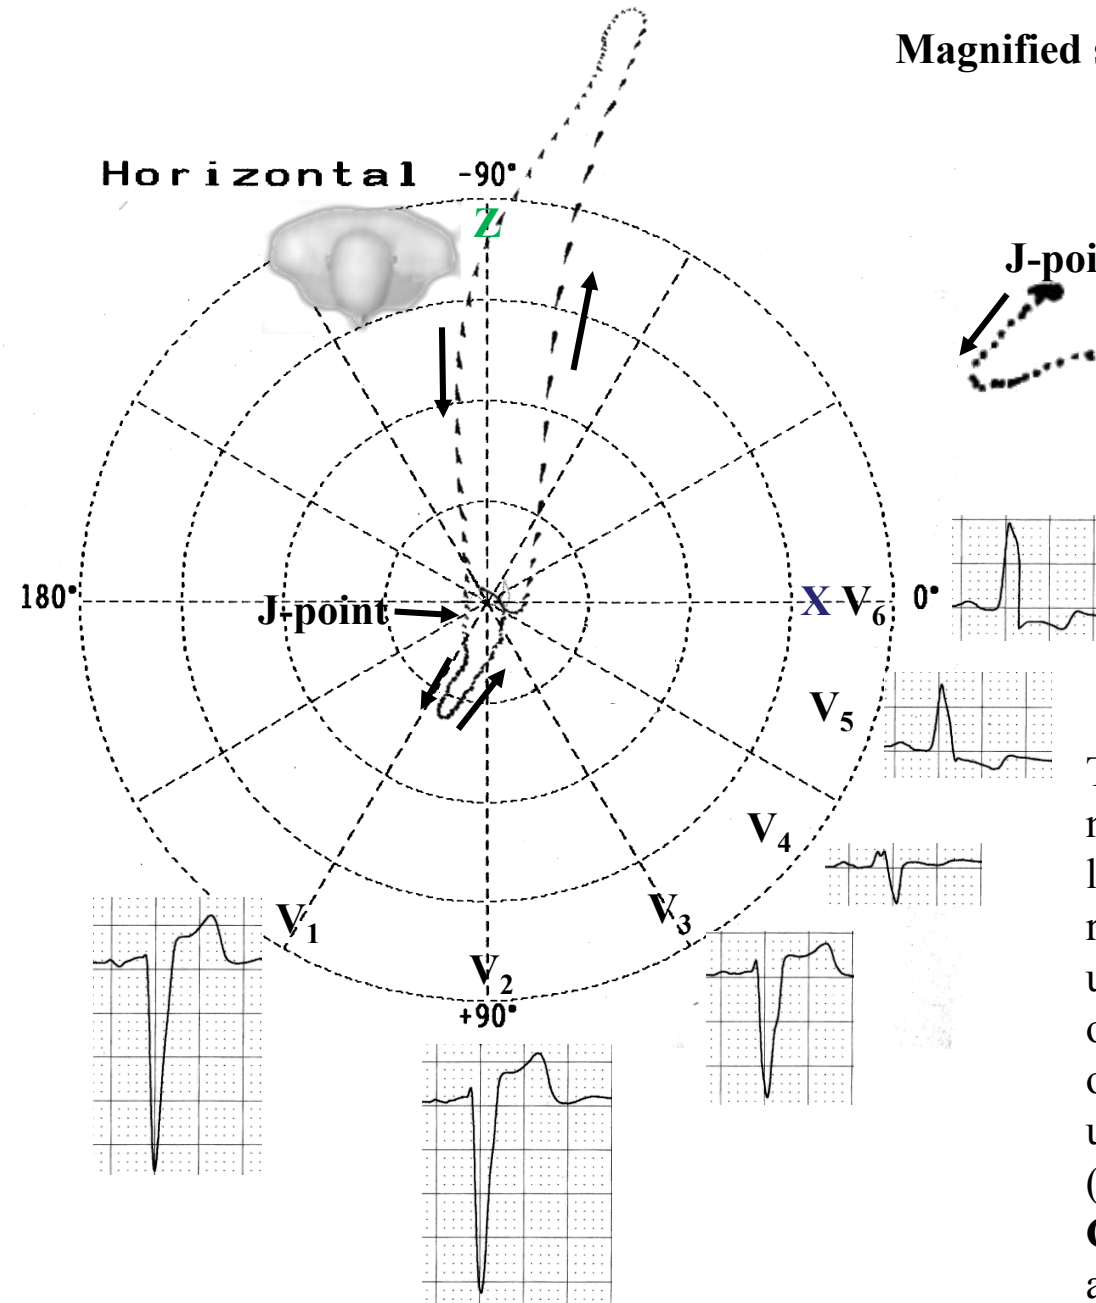 Magnified
Horizontal
-90°
Z
J-poi
180°
J-point
X V6 0°
V5
V4
V1
V3
V2
+90°